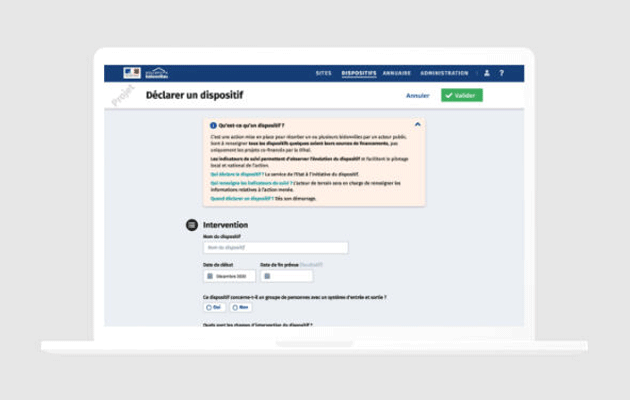 SITES DISPOSITIFS ANNUAIRE ADMINISTRATION ?
Projet
Déclarer un dispositif
Annuler
Valider
Qu'est-ce qu'un dispositif ?
C'est une action mise en place pour résorber un ou plusieurs bidonvilles par un acteur public.
tous les dispositifs quelques soient leurs sources de financements, pas
uniquement les projets co-financés par la Dihal.
Les indicateurs de suivi permettent d'observer l'évolution du dispositif et facilitent le pilotage
local et national de l'action.
Qui déclare le dispositif ? Le service de l'Etat à l'initiative du dispositif.
Qui renseigne les indicateurs de suivi ? L'acteur de terrain sera en charge de renseigner les
informations relatives à l'action menée.
Quand déclarer un dispositif ? Dès son démarrage.
Intervention
Nom du dispositif
Nom du dispositif
Date de début Date de fin prévue (facultatif)
Décembre 2020
Ce dispositif concerne-t-il un groupe de personnes avec un système d'entrée et sortie ?
Oui Non
Quels sont les champs d'intervention du dispositif ?